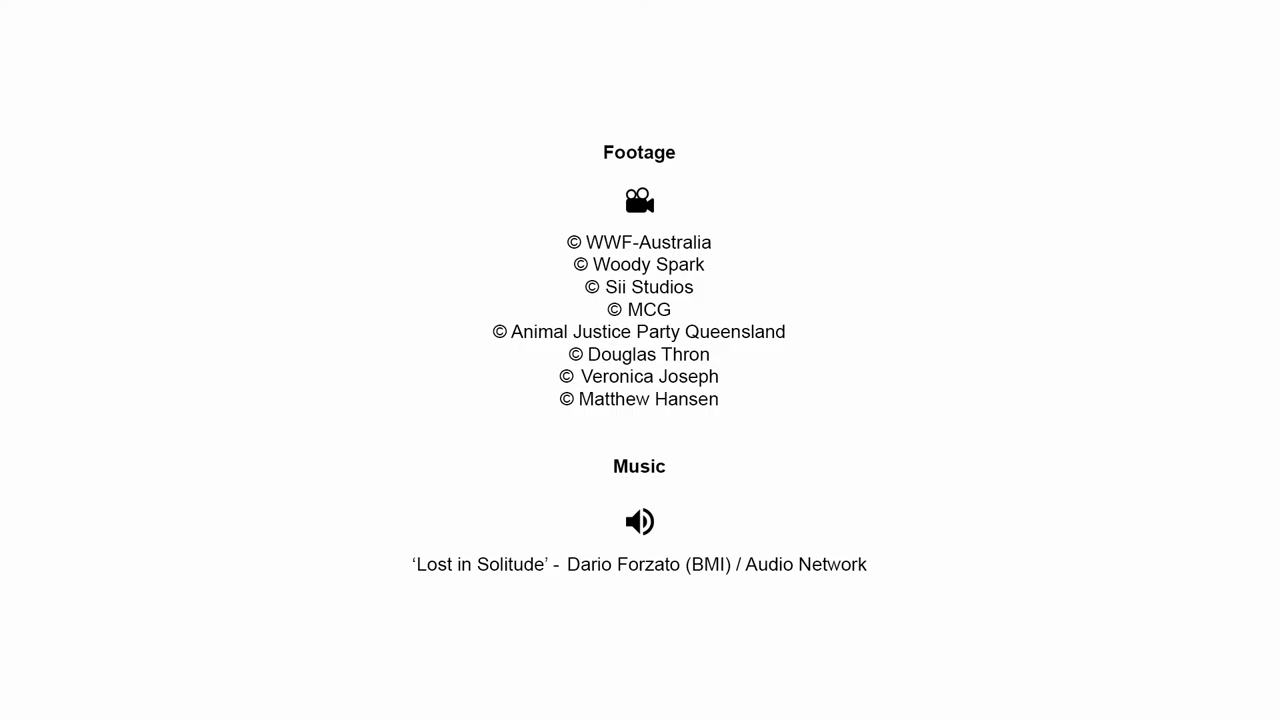 Footage
© WWF-Australia
© Woody Spark
© Sii Studios
© MCG
© Animal Justice Party Queensland
© Douglas Thron
© Veronica Joseph
© Matthew Hansen
Music
‘Lost in Solitude’ - Dario Forzato (BMI) / Audio Network